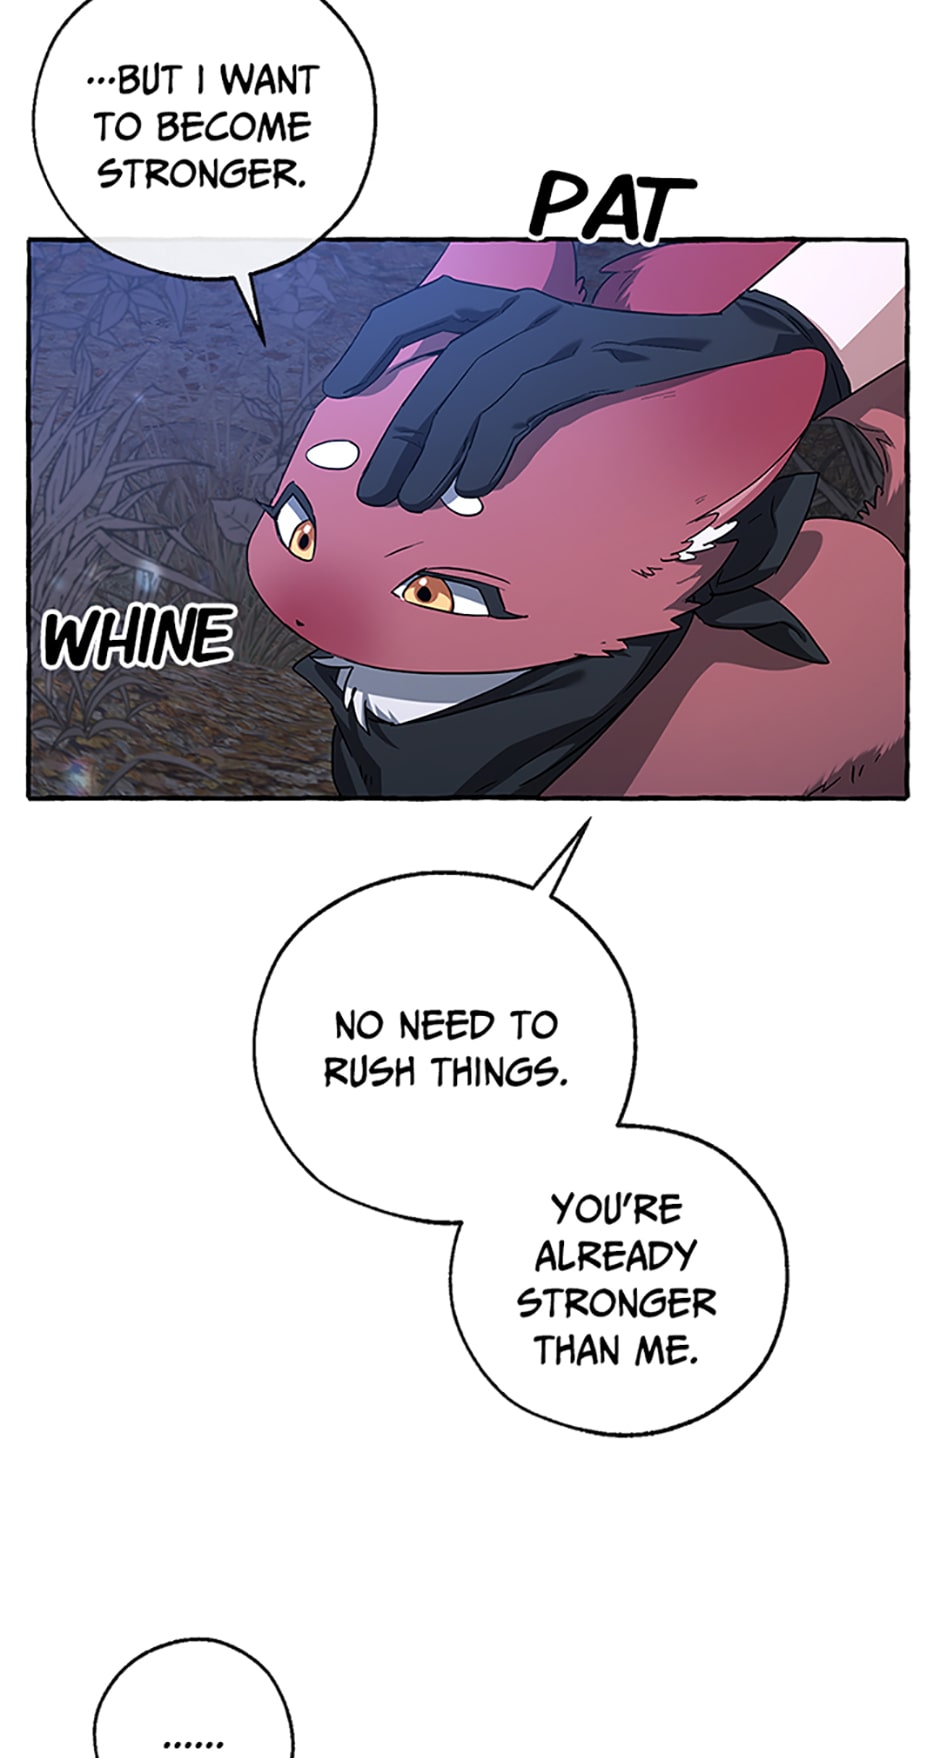 ...BUT I WANT
TO BECOME
STRONGER.
PAT
WHINE
NO NEED TO
RUSH THINGS.
YOU'RE
ALREADY
STRONGER
THAN ME.
......